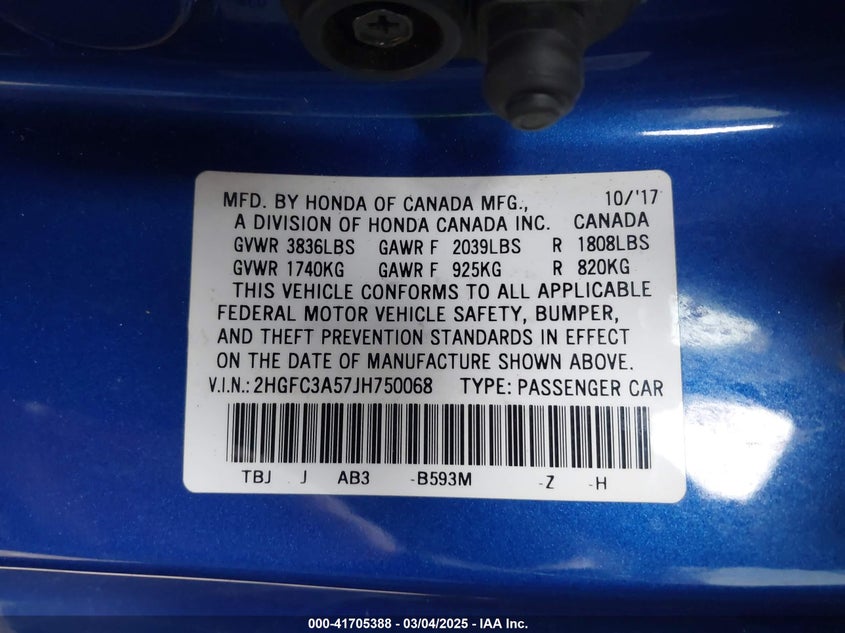 MFD. BY HONDA OF CANADA MFG., 10/'17
A DIVISION OF HONDA CANADA INC. CANADA
GVWR 3836LBS GAWR F 2039LBS R 1808LBS
GVWR 1740KG GAWR F 925KG R 820KG
THIS VEHICLE CONFORMS TO ALL APPLICABLE
FEDERAL MOTOR VEHICLE SAFETY, BUMPER,
AND THEFT PREVENTION STANDARDS IN EFFECT
ON THE DATE OF MANUFACTURE SHOWN ABOVE.
V.I.N.: 2HGFC3A57JH750068 TYPE: PASSENGER CAR
TBJ J AB3 -B593M -Z -H
000-41705388 - 03/04/2025 - IAA Inc.